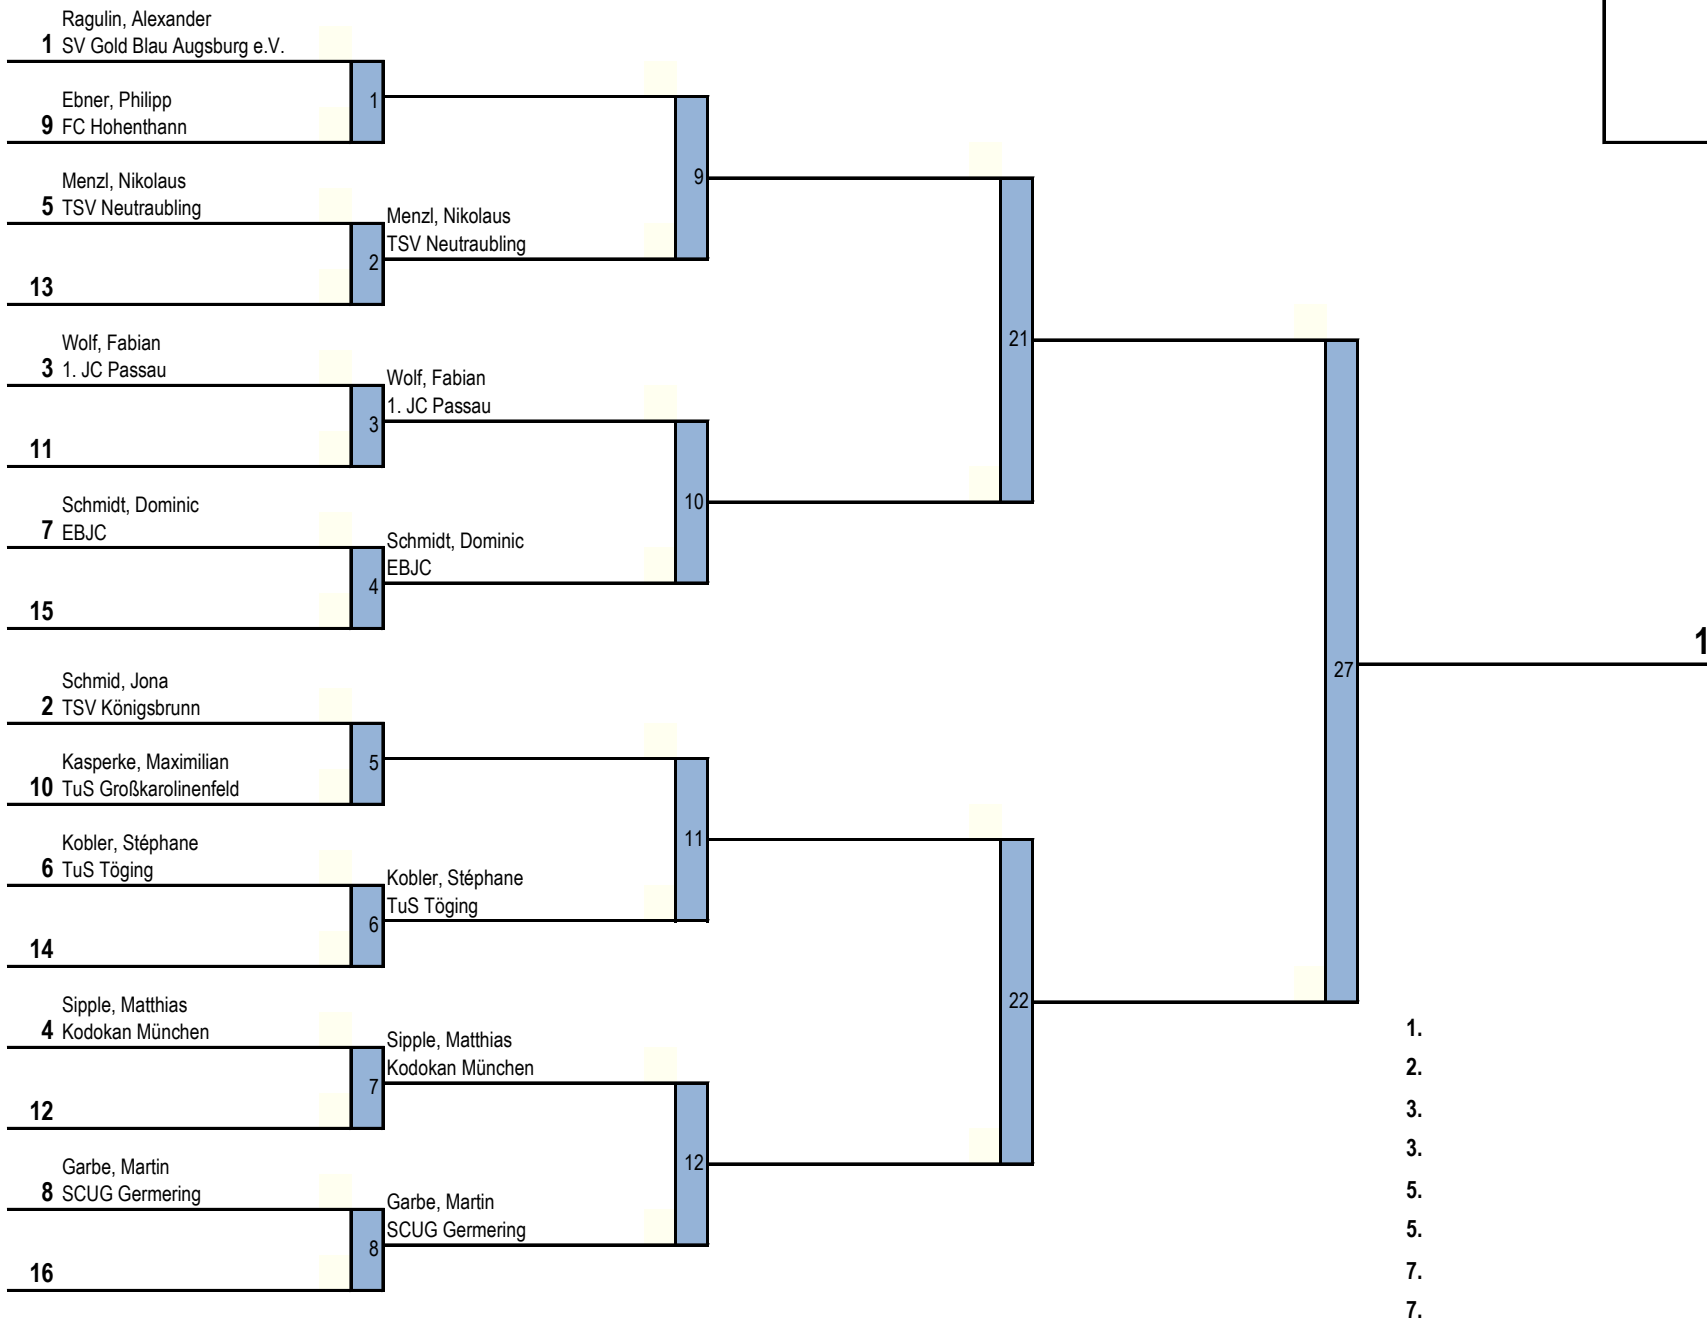 Ragulin, Alexander
1 SV Gold Blau Augsburg e.V.
Ebner, Philipp
9 FC Hohenthann
1
Menzl, Nikolaus
5 TSV Neutraubling
13
2
Menzl, Nikolaus
TSV Neutraubling
9
Wolf, Fabian
3 1. JC Passau
11
3
Wolf, Fabian
1. JC Passau
Schmidt, Dominic
7 EBJC
15
4
Schmidt, Dominic
EBJC
10
21
Schmid, Jona
2 TSV Königsbrunn
Kasperke, Maximilian
10 TuS Großkarolinenfeld
5
Kobler, Stéphane
6 TuS Töging
14
6
Kobler, Stéphane
TuS Töging
11
Sipple, Matthias
4 Kodokan München
12
7
Sipple, Matthias
Kodokan München
Garbe, Martin
8 SCUG Germering
16
8
Garbe, Martin
SCUG Germering
12
22
27
1
1.
2.
3.
3.
5.
5.
7.
7.